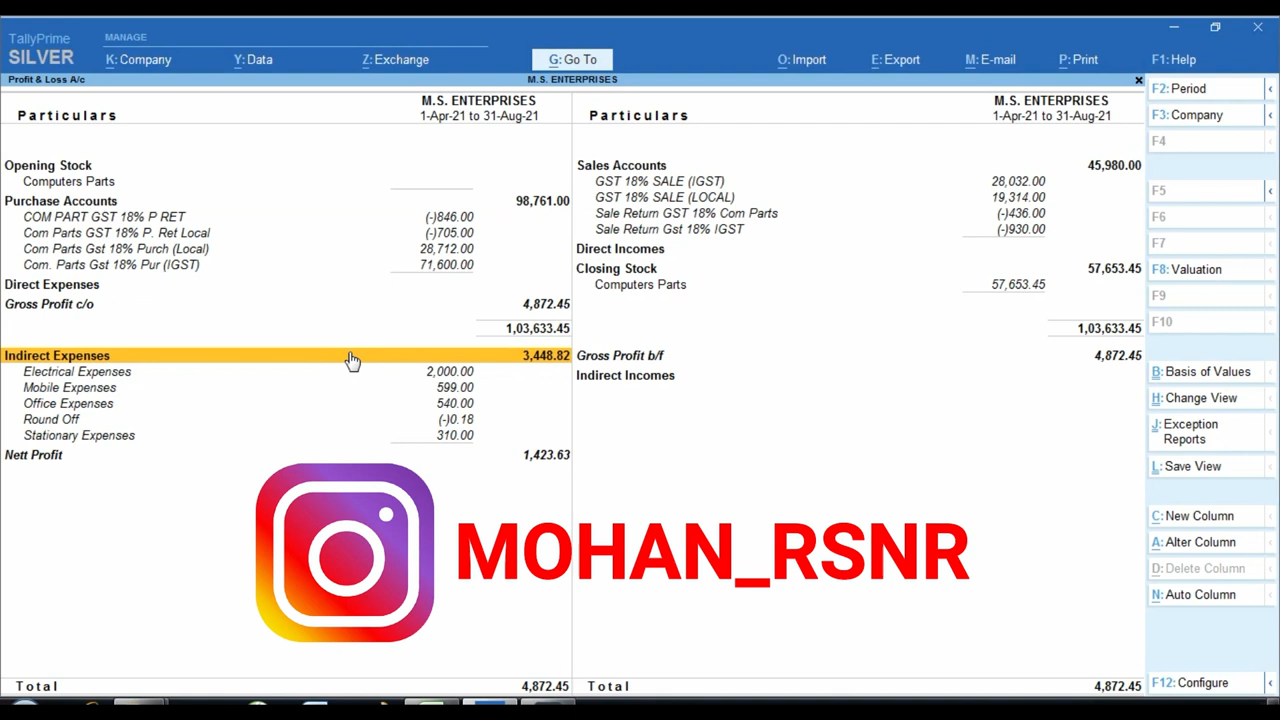 TallyPrime
SILVER
MANAGE
K: Company
Y: Data
Z: Exchange
G: Go To
O: Import
E: Export
M: E-mail
P: Print
F1: Help
Profit & Loss A/c
M.S. ENTERPRISES
Particulars
M.S. ENTERPRISES
1-Apr-21 to 31-Aug-21
Opening Stock
Computers Parts
Purchase Accounts 98,761.00
COM PART GST 18% P RET (-)846.00
Com Parts Gst 18% P. Ret Local (-)705.00
Com Parts Gst 18% Purch (Local) 28,712.00
Com. Parts Gst 18% Pur (IGST) 71,600.00
Direct Expenses
Gross Profit c/o 4,872.45
1,03,633.45
Indirect Expenses 3,448.82
Electrical Expenses 2,000.00
Mobile Expenses 599.00
Office Expenses 540.00
Round Off (-)0.18
Stationary Expenses 310.00
Nett Profit 1,423.63
Total 4,872.45
Particulars
M.S. ENTERPRISES
1-Apr-21 to 31-Aug-21
Sales Accounts 45,980.00
GST 18% SALE (IGST) 28,032.00
GST 18% SALE (LOCAL) 19,314.00
Sale Return GST 18% Com Parts (-)436.00
Sale Return Gst 18% IGST (-)930.00
Direct Incomes
Closing Stock 57,653.45
Computers Parts 57,653.45
1,03,633.45
Gross Profit b/f 4,872.45
Indirect Incomes
Total 4,872.45
MOHAN_RSNR
F2: Period
F3: Company
F4
F5
F6
F7
F8: Valuation
F9
F10
B: Basis of Values
H: Change View
J: Exception
Reports
L: Save View
C: New Column
A: Alter Column
D: Delete Column
N: Auto Column
F12: Configure